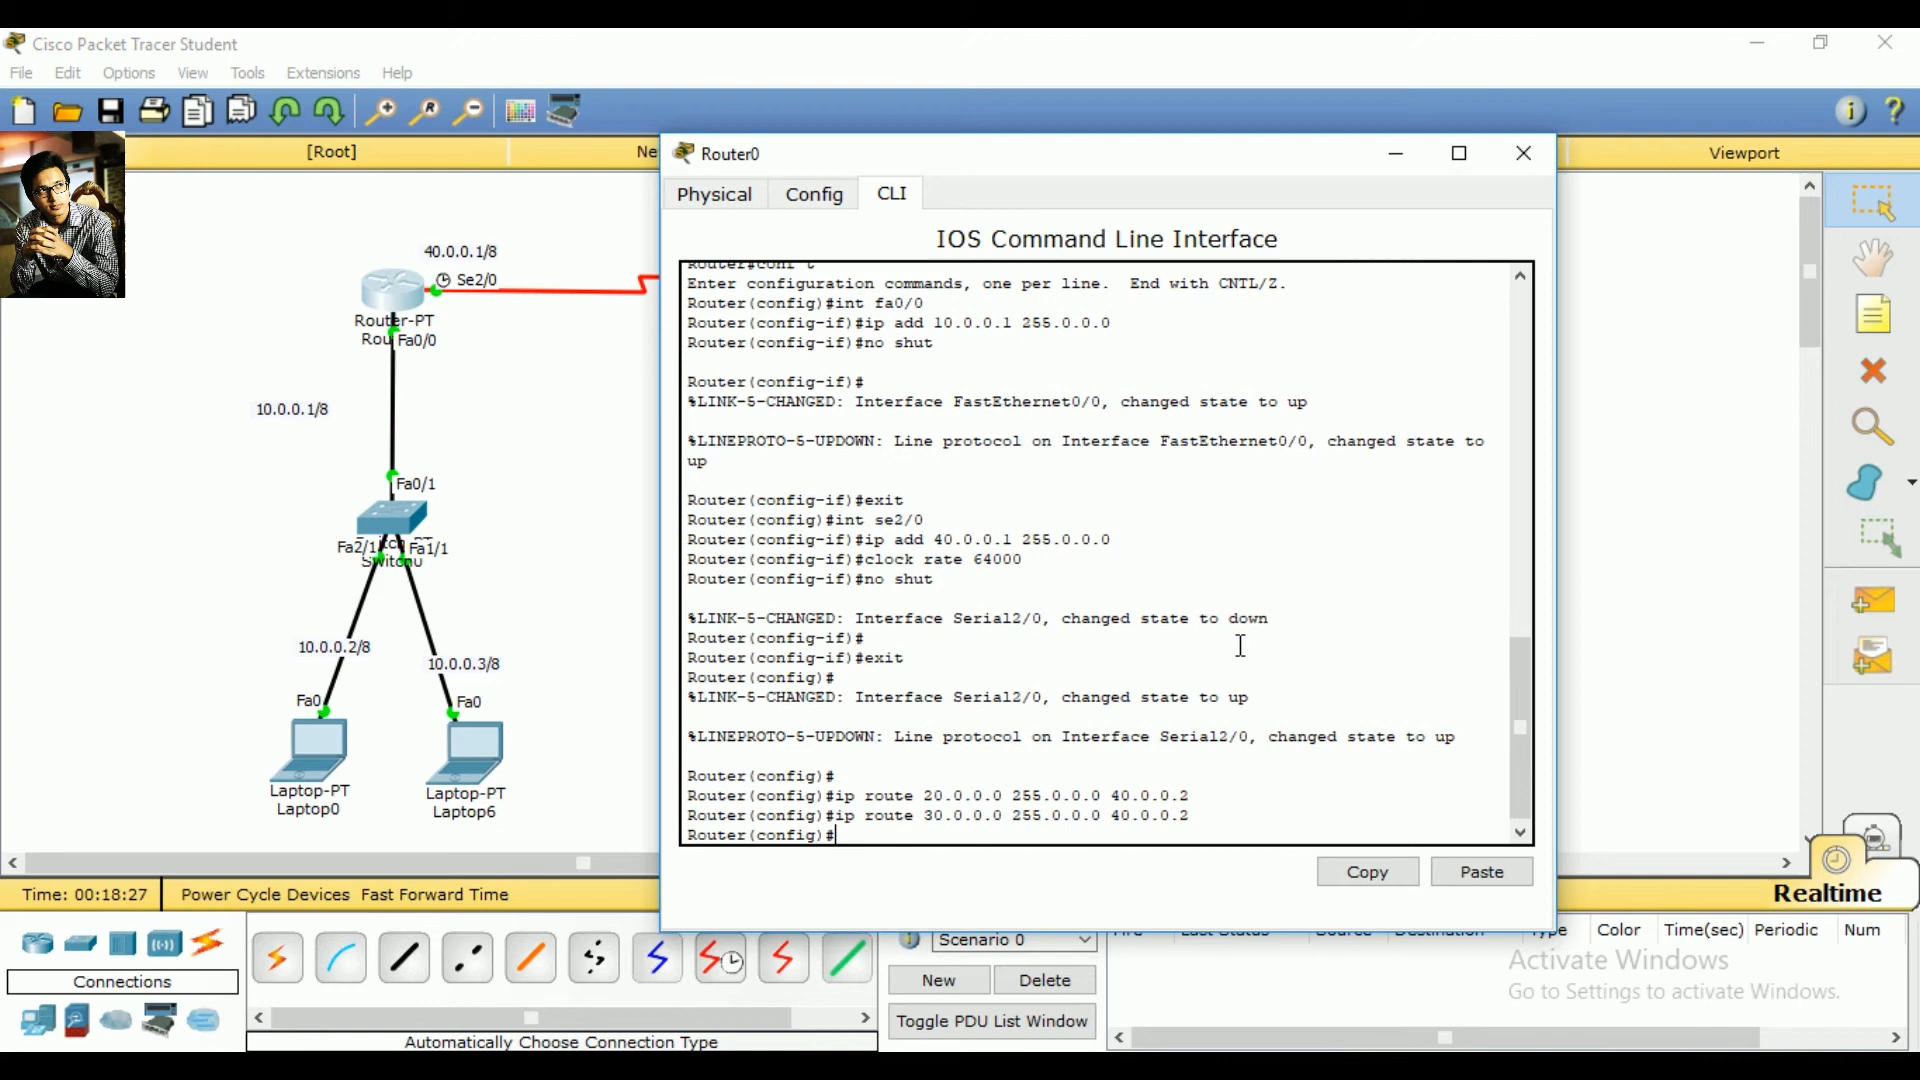 Cisco Packet Tracer Student
File Edit Options View Tools Extensions Help
[Root]
Ne
Viewport
Router0
Physical Config CLI
IOS Command Line Interface
Router#conf t
Enter configuration commands, one per line.  End with CNTL/Z.
Router(config)#int fa0/0
Router(config-if)#ip add 10.0.0.1 255.0.0.0
Router(config-if)#no shut
Router(config-if)#
%LINK-5-CHANGED: Interface FastEthernet0/0, changed state to up
%LINEPROTO-5-UPDOWN: Line protocol on Interface FastEthernet0/0, changed state to
up
Router(config-if)#exit
Router(config)#int se2/0
Router(config-if)#ip add 40.0.0.1 255.0.0.0
Router(config-if)#clock rate 64000
Router(config-if)#no shut
%LINK-5-CHANGED: Interface Serial2/0, changed state to down
Router(config-if)#
Router(config-if)#exit
Router(config)#
%LINK-5-CHANGED: Interface Serial2/0, changed state to up
%LINEPROTO-5-UPDOWN: Line protocol on Interface Serial2/0, changed state to up
Router(config)#
Router(config)#ip route 20.0.0.0 255.0.0.0 40.0.0.2
Router(config)#ip route 30.0.0.0 255.0.0.0 40.0.0.2
Router(config)#
Copy Paste
40.0.0.1/8
Se2/0
Router-PT
Rou Fa0/0
10.0.0.1/8
Fa0/1
Fa2/1 Fa1/1
10.0.0.2/8
10.0.0.3/8
Fa0 Fa0
Laptop-PT
Laptop0
Laptop-PT
Laptop6
Time: 00:18:27 Power Cycle Devices Fast Forward Time
Realtime
Connections
Automatically Choose Connection Type
Scenario 0
New Delete
Toggle PDU List Window
Fire Last Status Source Destination Type Color Time(sec) Periodic Num
Activate Windows
Go to Settings to activate Windows.